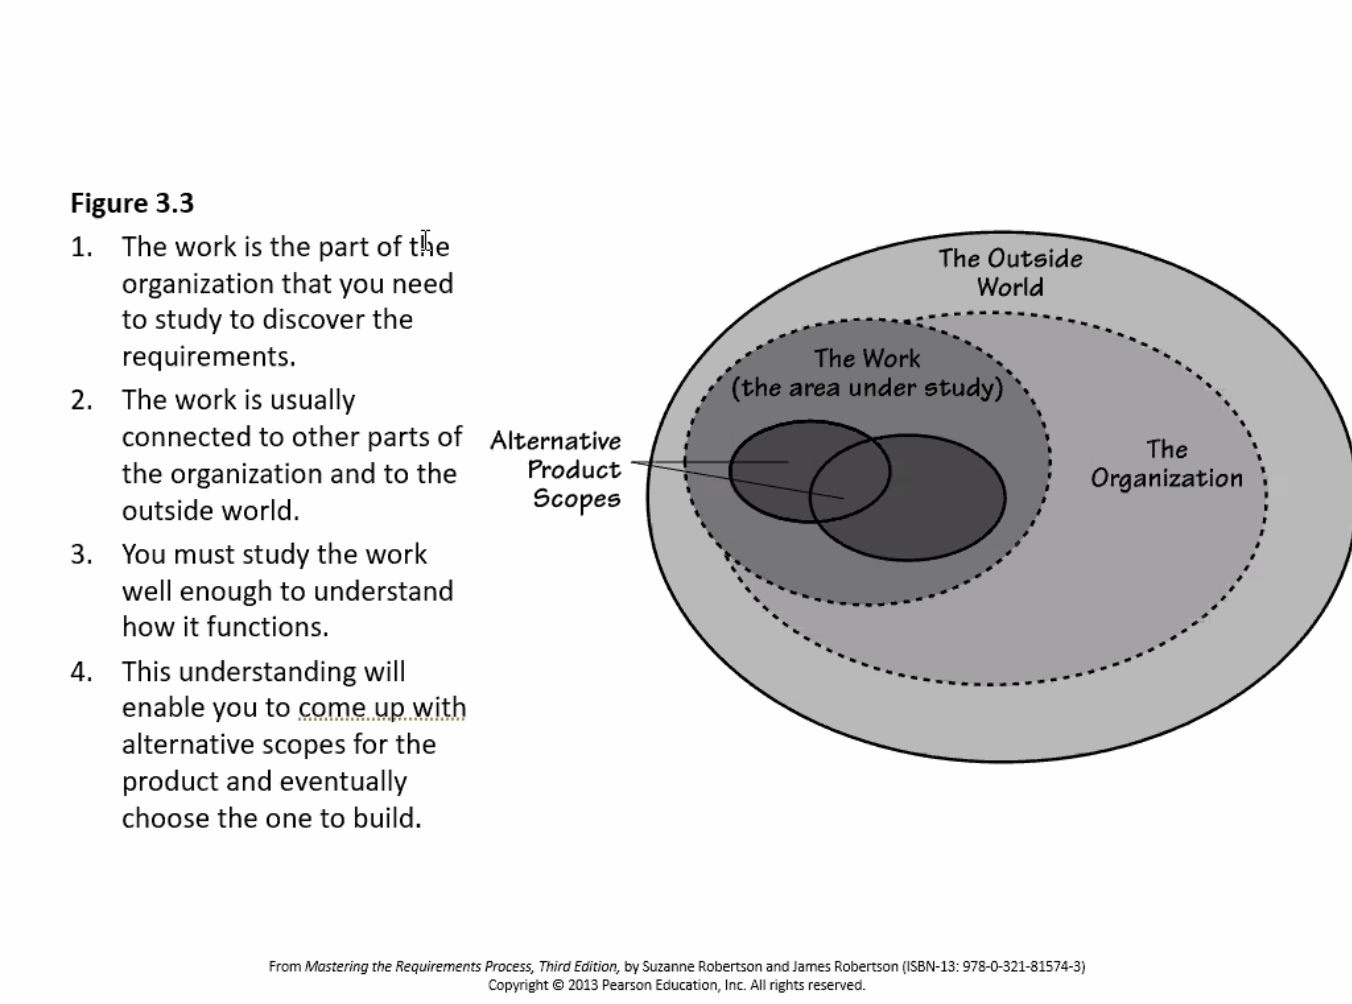 Figure 3.3
1. The work is the part of the
organization that you need
to study to discover the
requirements.
2. The work is usually
connected to other parts of
the organization and to the
outside world.
3. You must study the work
well enough to understand
how it functions.
4. This understanding will
enable you to come up with
alternative scopes for the
product and eventually
choose the one to build.
The Outside
World
The Work
(the area under study)
Alternative
Product
Scopes
The
Organization
From Mastering the Requirements Process, Third Edition, by Suzanne Robertson and James Robertson (ISBN-13: 978-0-321-81574-3)
Copyright © 2013 Pearson Education, Inc. All rights reserved.